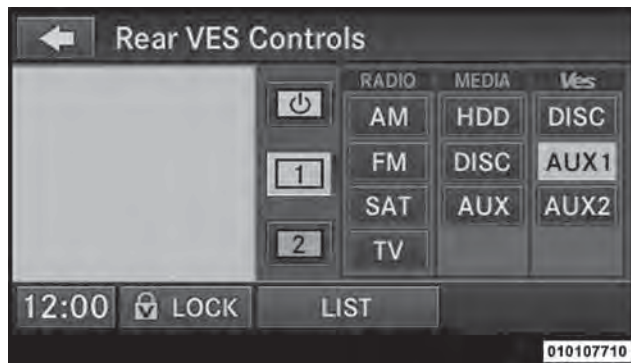 Rear VES Controls
RADIO MEDIA Ves
AM HDD DISC
1 FM DISC AUX1
SAT AUX AUX2
2 TV
12:00 LOCK LIST
010107710